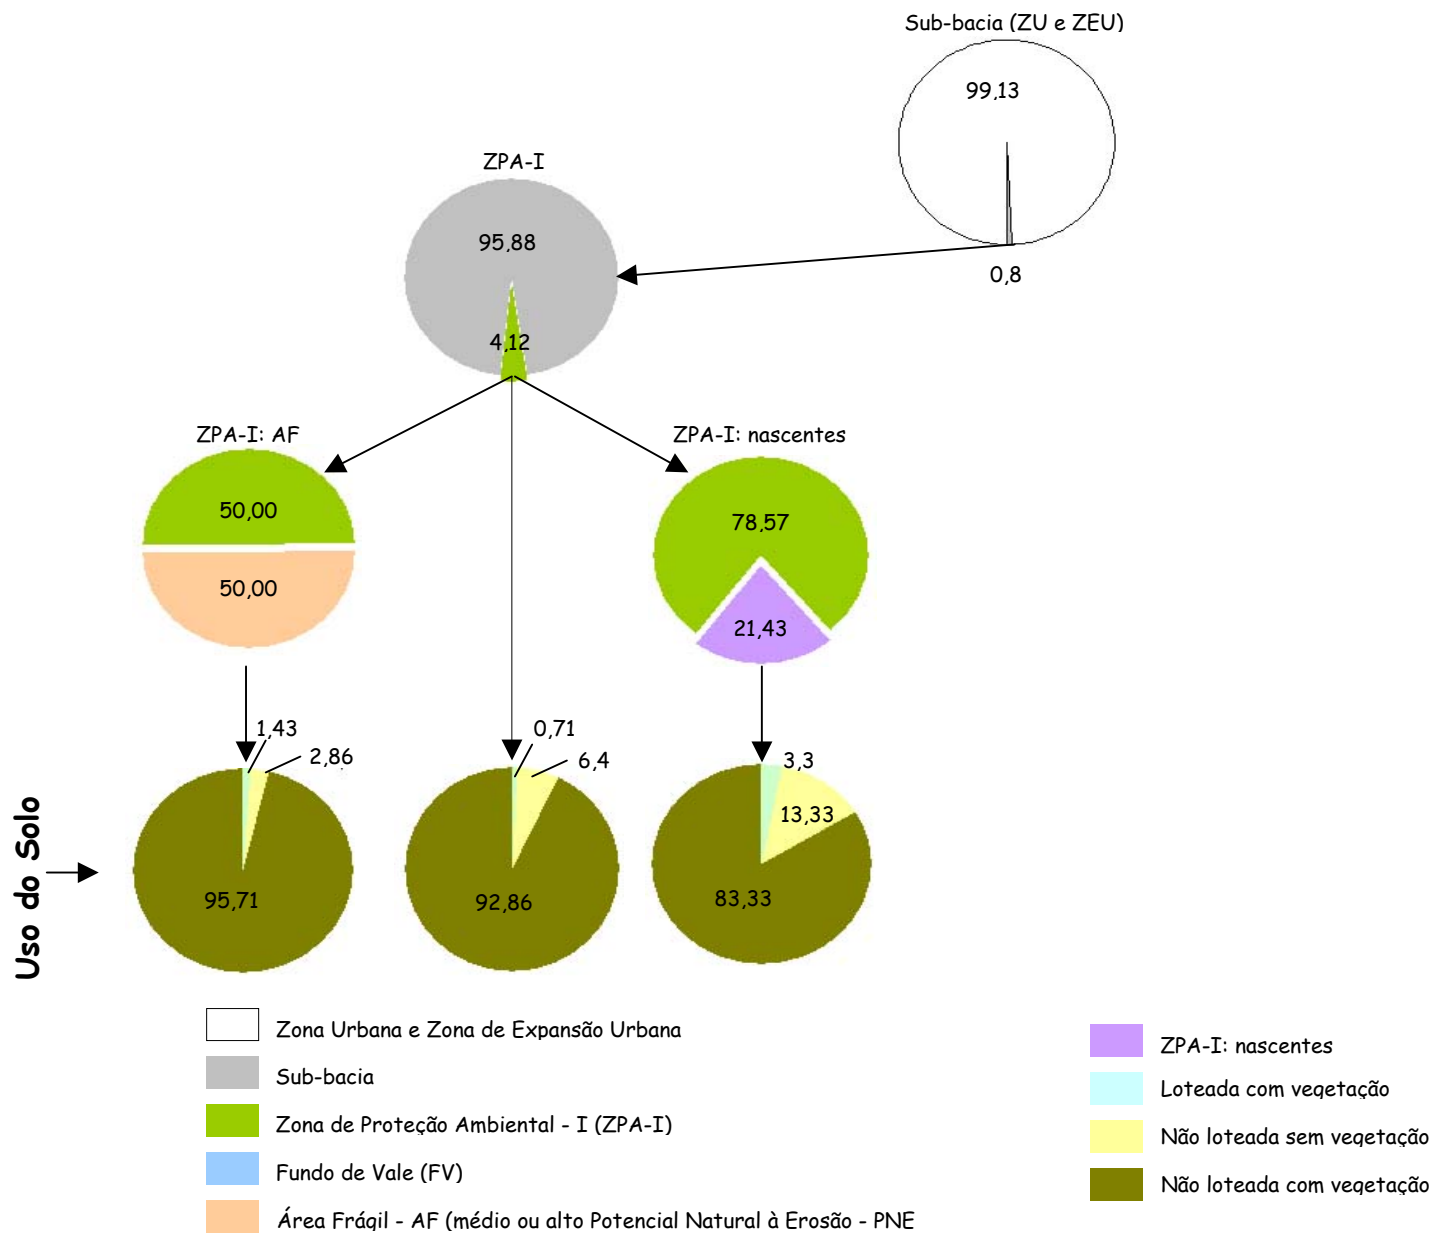 Sub-bacia (ZU e ZEU)
99,13
0,8
ZPA-I
95,88
4,12
ZPA-I: AF
50,00
50,00
ZPA-I: nascentes
78,57
21,43
Uso do Solo
1,43
2,86
95,71
0,71
6,4
92,86
3,3
13,33
83,33
Zona Urbana e Zona de Expansão Urbana
Sub-bacia
Zona de Proteção Ambiental - I (ZPA-I)
Fundo de Vale (FV)
Área Frágil - AF (médio ou alto Potencial Natural à Erosão - PNE
ZPA-I: nascentes
Loteada com vegetação
Não loteada sem vegetação
Não loteada com vegetação